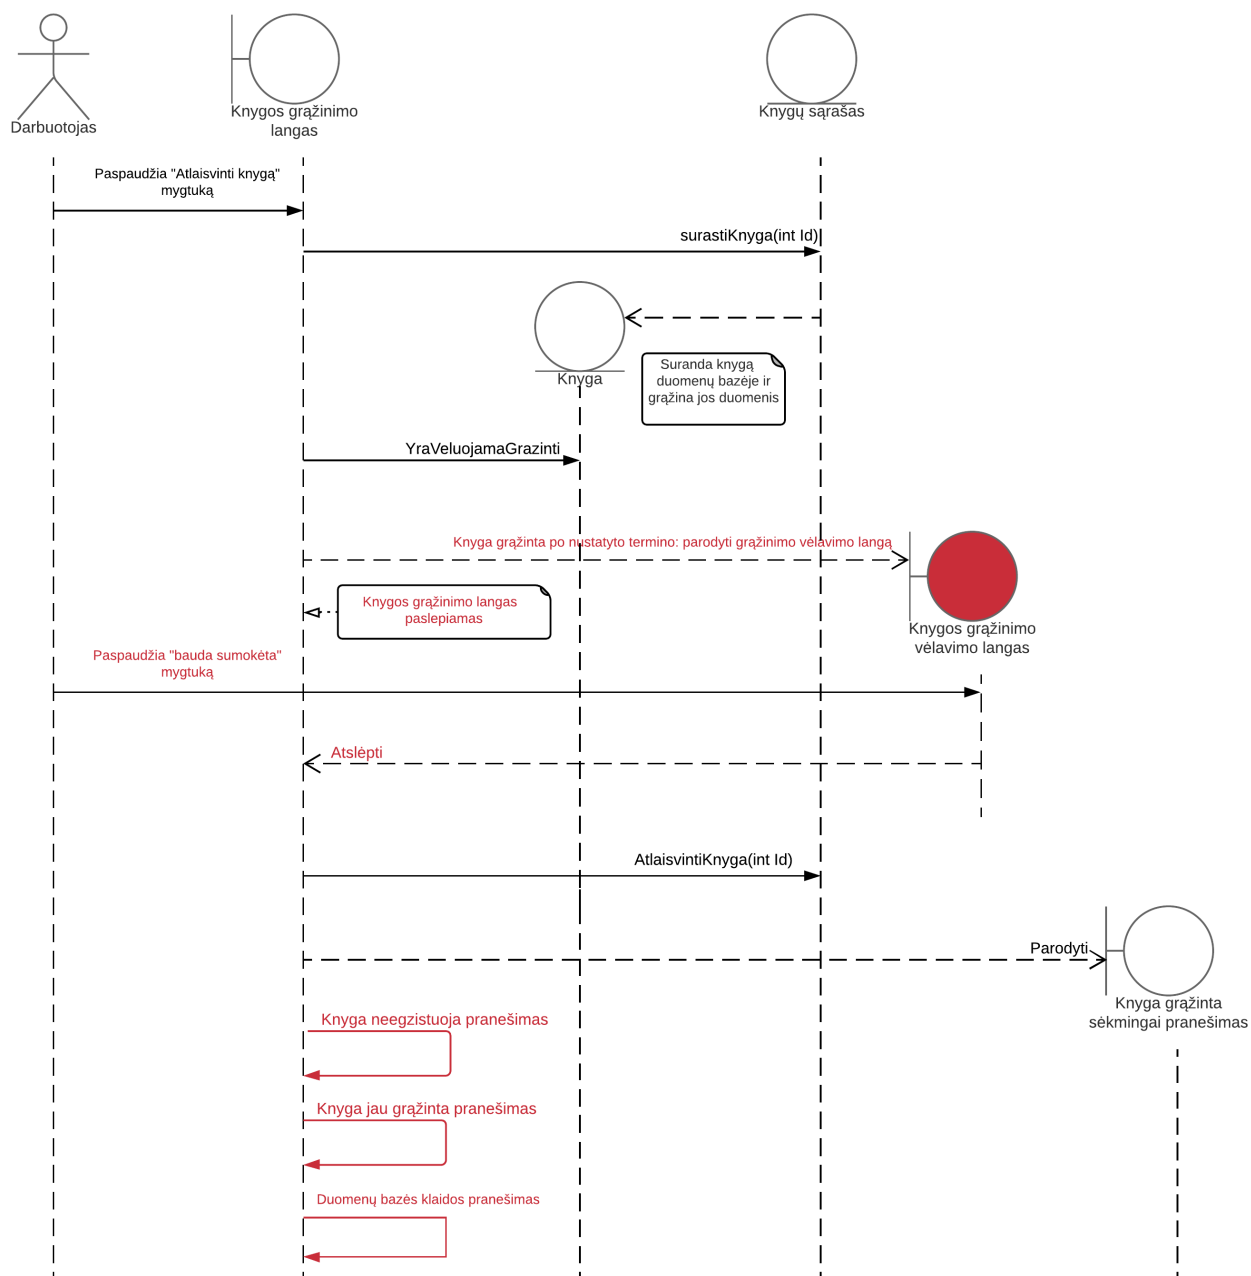 Darbuotojas
Knygos grąžinimo
langas
Knygų sąrašas
Paspaudžia "Atlaisvinti knygą"
mygtuką
surastiKnyga(int Id)
Knyga
Suranda knygą
duomenų bazėje ir
grąžina jos duomenis
YraVeluojamaGrazinti
Knyga grąžinta po nustatyto termino: parodyti grąžinimo vėlavimo langą
Knygos grąžinimo langas
paslepiamas
Knygos grąžinimo
vėlavimo langas
Paspaudžia "bauda sumokėta"
mygtuką
Atslėpti
AtlaisvintiKnyga(int Id)
Parodyti
Knyga grąžinta
sėkmingai pranešimas
Knyga neegzistuoja pranešimas
Knyga jau grąžinta pranešimas
Duomenų bazės klaidos pranešimas